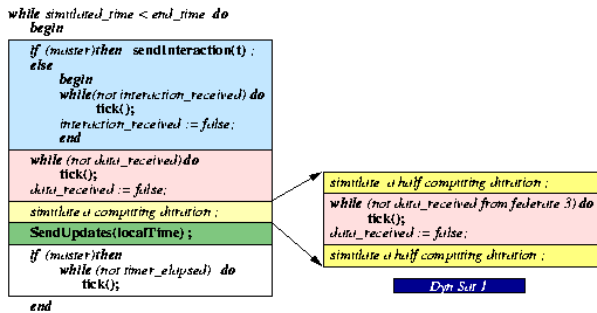 while simulated_time < end_time do
begin
if (master)then sendInteraction(t) ;
else
begin
while(not interaction_received) do
tick();
interaction_received := false;
end
while (not data_received)do
tick();
data_received := false;
simulate a computing duration ;
SendUpdates(localTime) ;
if (master)then
while (not timer_elapsed) do
tick();
end
simulate a half computing duration ;
while (not data_received from federate 3) do
tick();
data_received := false;
simulate a half computing duration ;
Dyn Sat 1